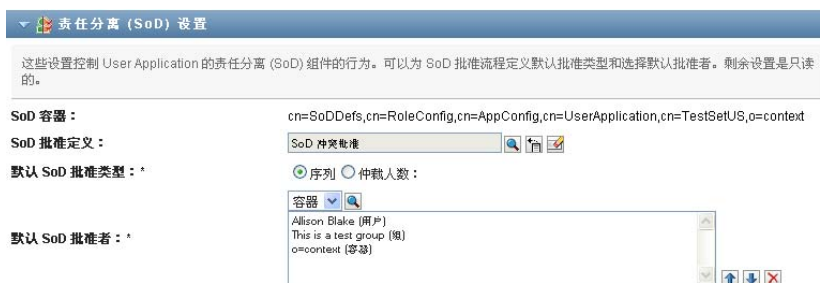 责任分离 (SoD) 设置
这些设置控制 User Application 的责任分离 (SoD) 组件的行为。可以为 SoD 批准流程定义默认批准类型和选择默认批准者。剩余设置是只读
的。
SoD 容器： cn=SoDDefs,cn=RoleConfig,cn=AppConfig,cn=UserApplication,cn=TestSetUS,o=context
SoD 批准定义： SoD 冲突批准
默认 SoD 批准类型：* 序列 仲裁人数：
容器
Allison Blake (用户)
This is a test group (组)
默认 SoD 批准者：* o=context (容器)